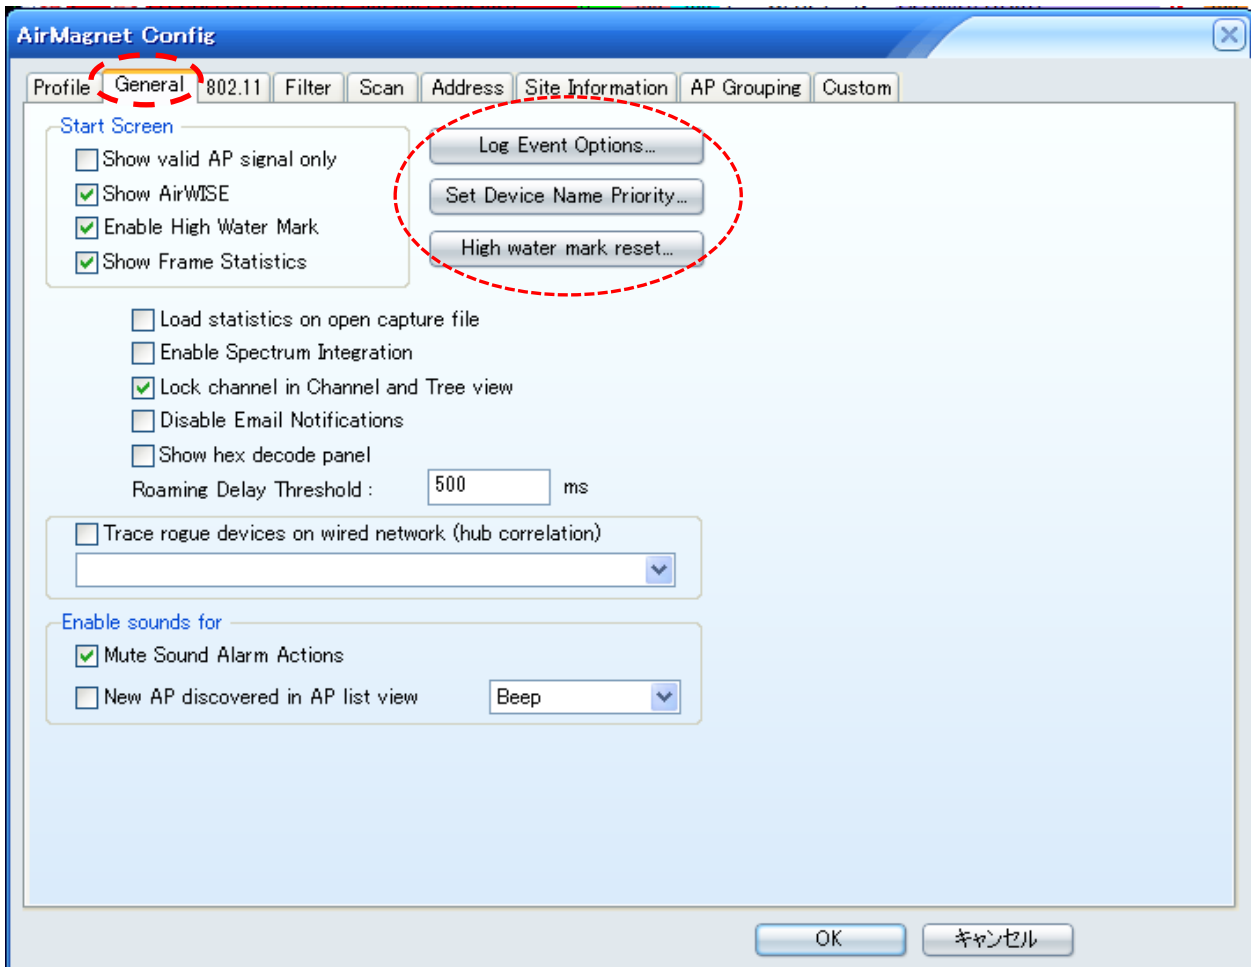 AirMagnet Config
Profile General 802.11 Filter Scan Address Site Information AP Grouping Custom
Start Screen
Show valid AP signal only
Show AirWISE
Enable High Water Mark
Show Frame Statistics
Log Event Options...
Set Device Name Priority...
High water mark reset...
Load statistics on open capture file
Enable Spectrum Integration
Lock channel in Channel and Tree view
Disable Email Notifications
Show hex decode panel
Roaming Delay Threshold : 500 ms
Trace rogue devices on wired network (hub correlation)
Enable sounds for
Mute Sound Alarm Actions
New AP discovered in AP list view Beep
OK キャンセル